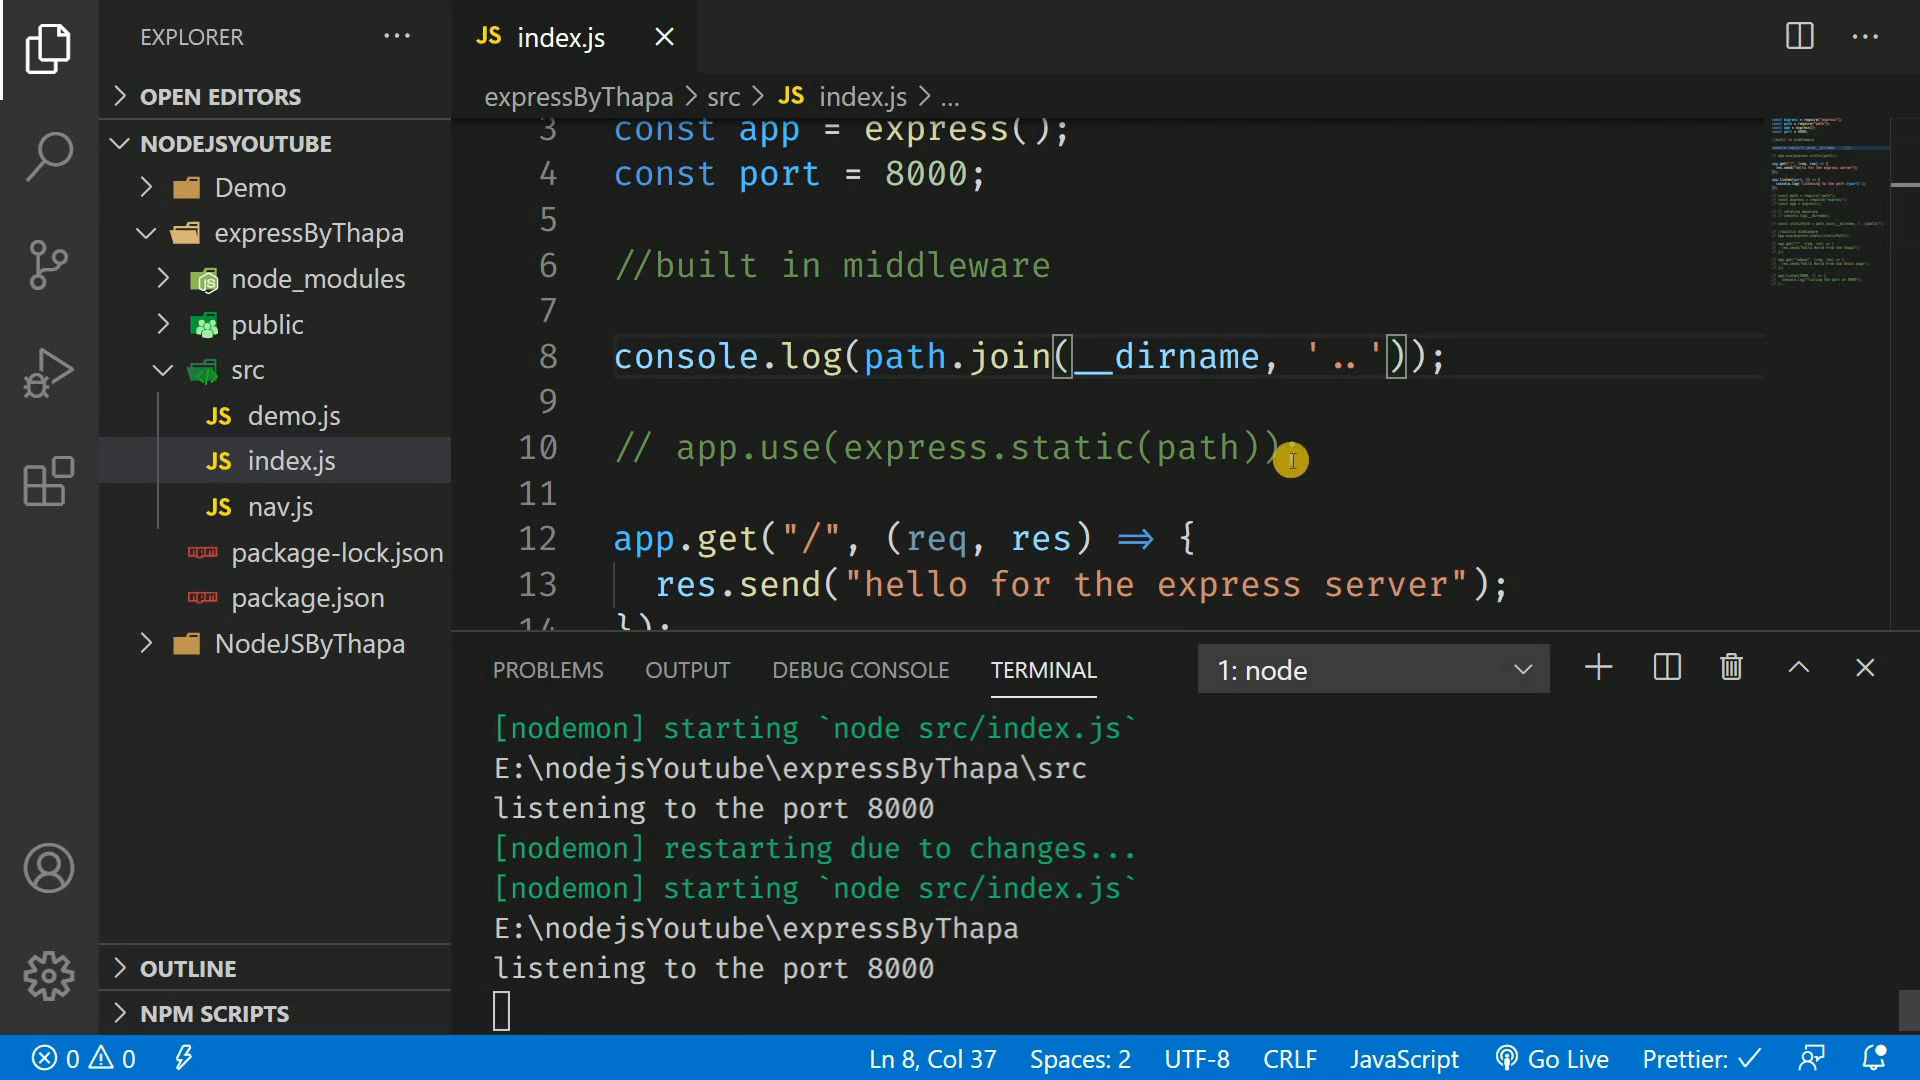 EXPLORER
OPEN EDITORS
NODEJSYOUTUBE
Demo
expressByThapa
node_modules
public
src
JS demo.js
JS index.js
JS nav.js
package-lock.json
package.json
NodeJSByThapa
OUTLINE
NPM SCRIPTS
JS index.js
expressByThapa > src > JS index.js > ...
3 const app = express();
4 const port = 8000;
5
6 //built in middleware
7
8 console.log(path.join(__dirname, '..'));
9
10 // app.use(express.static(path));
11
12 app.get("/", (req, res) => {
13 res.send("hello for the express server");
14 });
PROBLEMS OUTPUT DEBUG CONSOLE TERMINAL 1: node
[nodemon] starting `node src/index.js`
E:\nodejsYoutube\expressByThapa\src
listening to the port 8000
[nodemon] restarting due to changes...
[nodemon] starting `node src/index.js`
E:\nodejsYoutube\expressByThapa
listening to the port 8000
0 0 Ln 8, Col 37 Spaces: 2 UTF-8 CRLF JavaScript Go Live Prettier: ✓